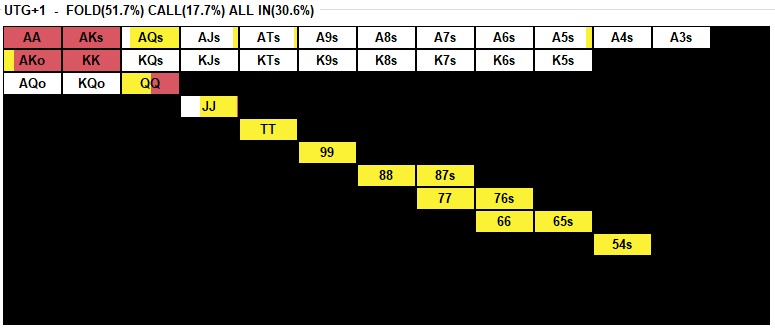 UTG+1 - FOLD(51.7%) CALL(17.7%) ALL IN(30.6%)
AA AKs AQs AJs ATs A9s A8s A7s A6s A5s A4s A3s
AKo KK KQs KJs KTs K9s K8s K7s K6s K5s
AQo KQo QQ
JJ
TT
99
88 87s
77 76s
66 65s
54s